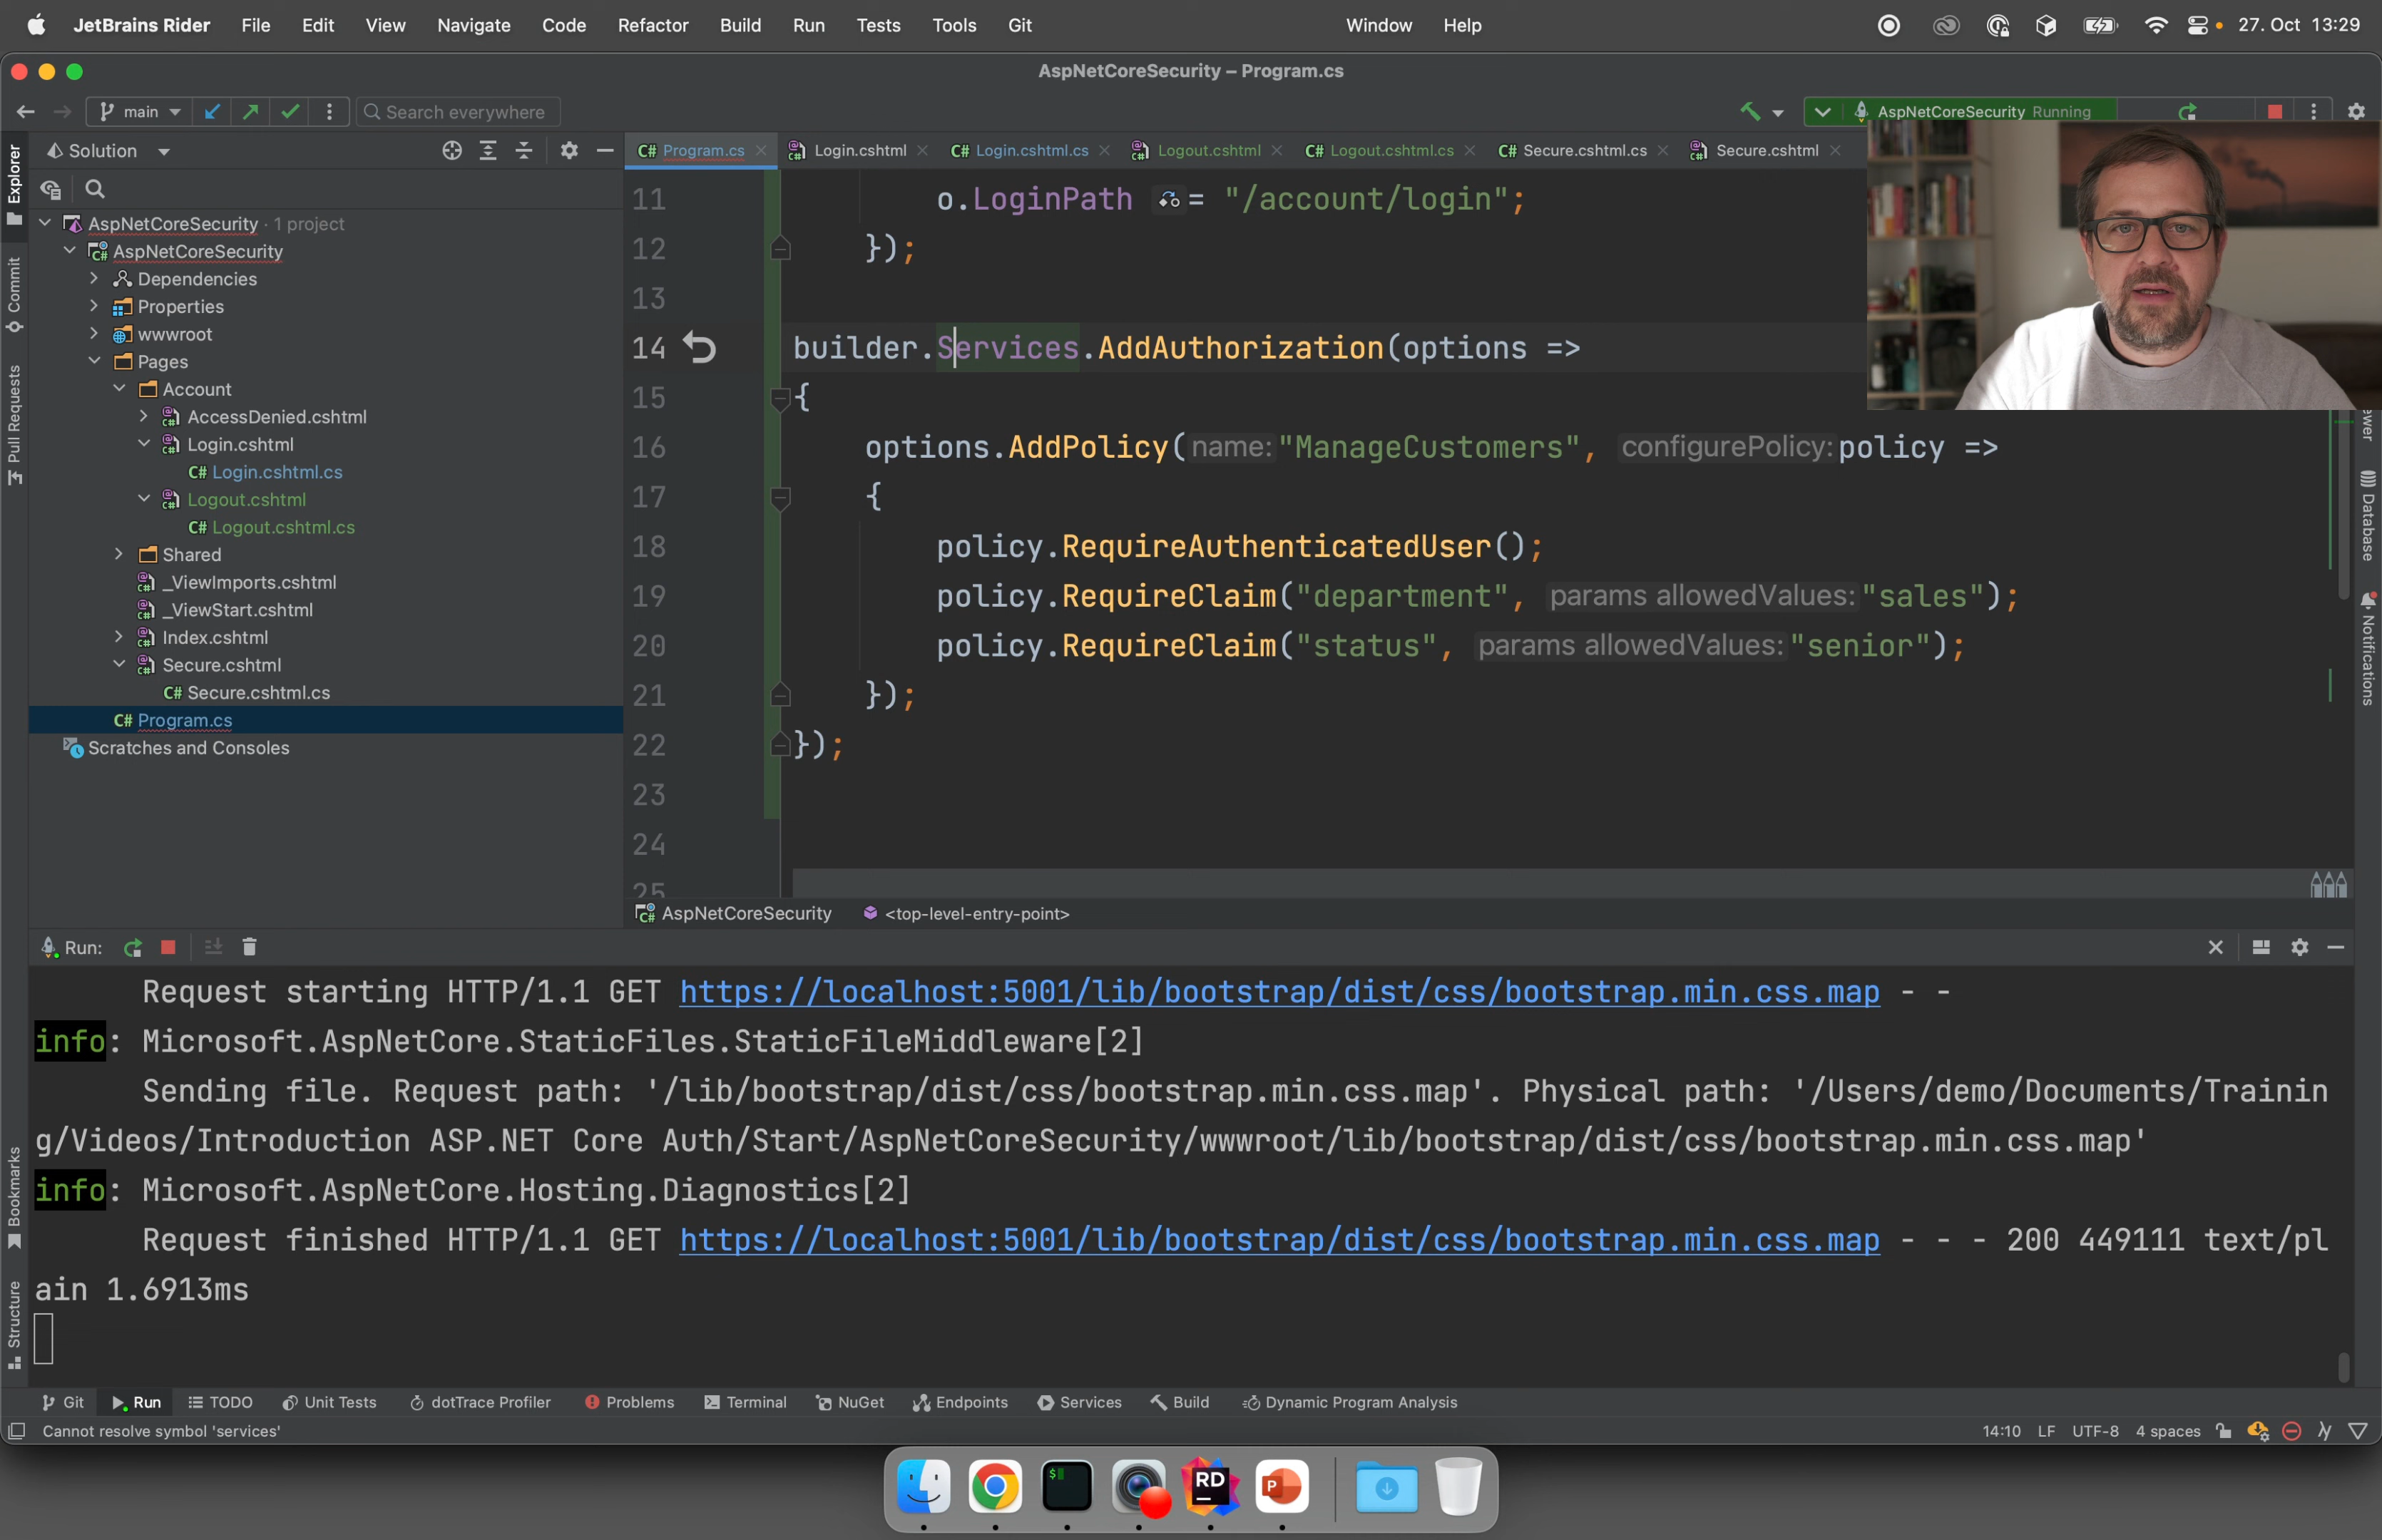 JetBrains Rider File Edit View Navigate Code Refactor Build Run Tests Tools Git Window Help 27. Oct 13:29
AspNetCoreSecurity – Program.cs
main Search everywhere AspNetCoreSecurity Running
Solution
Program.cs Login.cshtml Login.cshtml.cs Logout.cshtml Logout.cshtml.cs Secure.cshtml.cs Secure.cshtml
Explorer
Commit
Pull Requests
AspNetCoreSecurity · 1 project
AspNetCoreSecurity
Dependencies
Properties
wwwroot
Pages
Account
AccessDenied.cshtml
Login.cshtml
C# Login.cshtml.cs
Logout.cshtml
C# Logout.cshtml.cs
Shared
_ViewImports.cshtml
_ViewStart.cshtml
Index.cshtml
Secure.cshtml
C# Secure.cshtml.cs
C# Program.cs
Scratches and Consoles
11 o.LoginPath = "/account/login";
12 });
13
14 builder.Services.AddAuthorization(options =>
15 {
16 options.AddPolicy( name: "ManageCustomers", configurePolicy: policy =>
17 {
18 policy.RequireAuthenticatedUser();
19 policy.RequireClaim("department", params allowedValues: "sales");
20 policy.RequireClaim("status", params allowedValues: "senior");
21 });
22 });
23
24
25
Database
Notifications
AspNetCoreSecurity <top-level-entry-point>
Run:
Request starting HTTP/1.1 GET https://localhost:5001/lib/bootstrap/dist/css/bootstrap.min.css.map - -
info: Microsoft.AspNetCore.StaticFiles.StaticFileMiddleware[2]
Sending file. Request path: '/lib/bootstrap/dist/css/bootstrap.min.css.map'. Physical path: '/Users/demo/Documents/Trainin
g/Videos/Introduction ASP.NET Core Auth/Start/AspNetCoreSecurity/wwwroot/lib/bootstrap/dist/css/bootstrap.min.css.map'
info: Microsoft.AspNetCore.Hosting.Diagnostics[2]
Request finished HTTP/1.1 GET https://localhost:5001/lib/bootstrap/dist/css/bootstrap.min.css.map - - - 200 449111 text/pl
ain 1.6913ms
Bookmarks
Structure
Git Run TODO Unit Tests dotTrace Profiler Problems Terminal NuGet Endpoints Services Build Dynamic Program Analysis
Cannot resolve symbol 'services' 14:10 LF UTF-8 4 spaces
RD
P